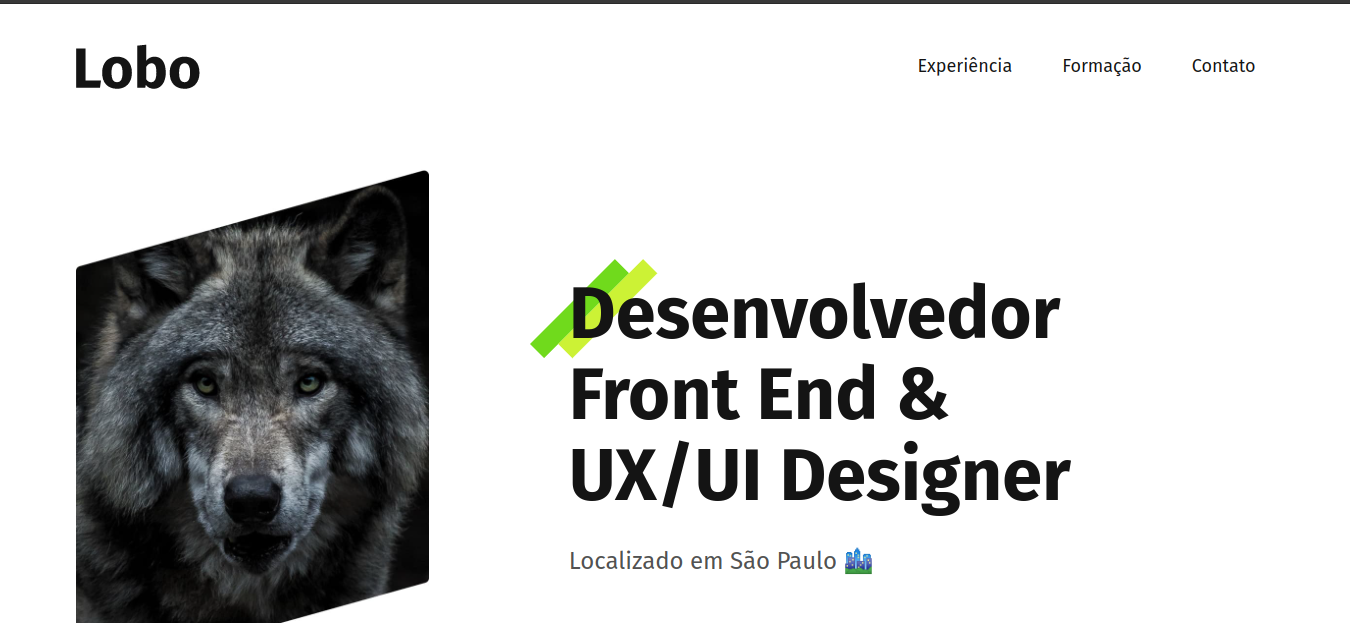 Lobo
Experiência Formação Contato
Desenvolvedor
Front End &
UX/UI Designer
Localizado em São Paulo 🏙️